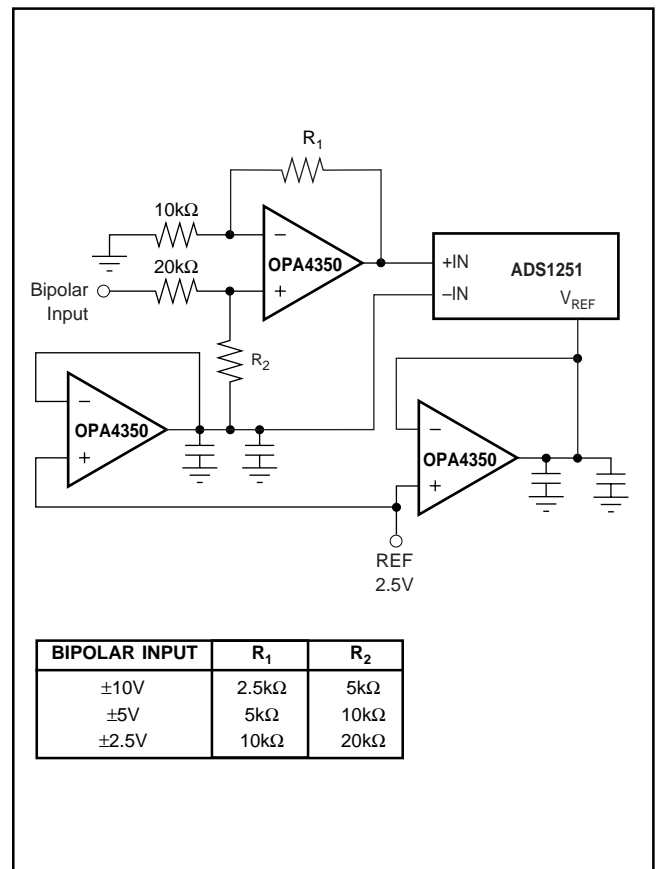 R1
10kΩ
−
OPA4350
+
20kΩ
Bipolar
Input
+IN
–IN
ADS1251
VREF
R2
−
OPA4350
+
−
OPA4350
+
REF
2.5V
BIPOLAR INPUT R1 R2
±10V 2.5kΩ 5kΩ
±5V 5kΩ 10kΩ
±2.5V 10kΩ 20kΩ